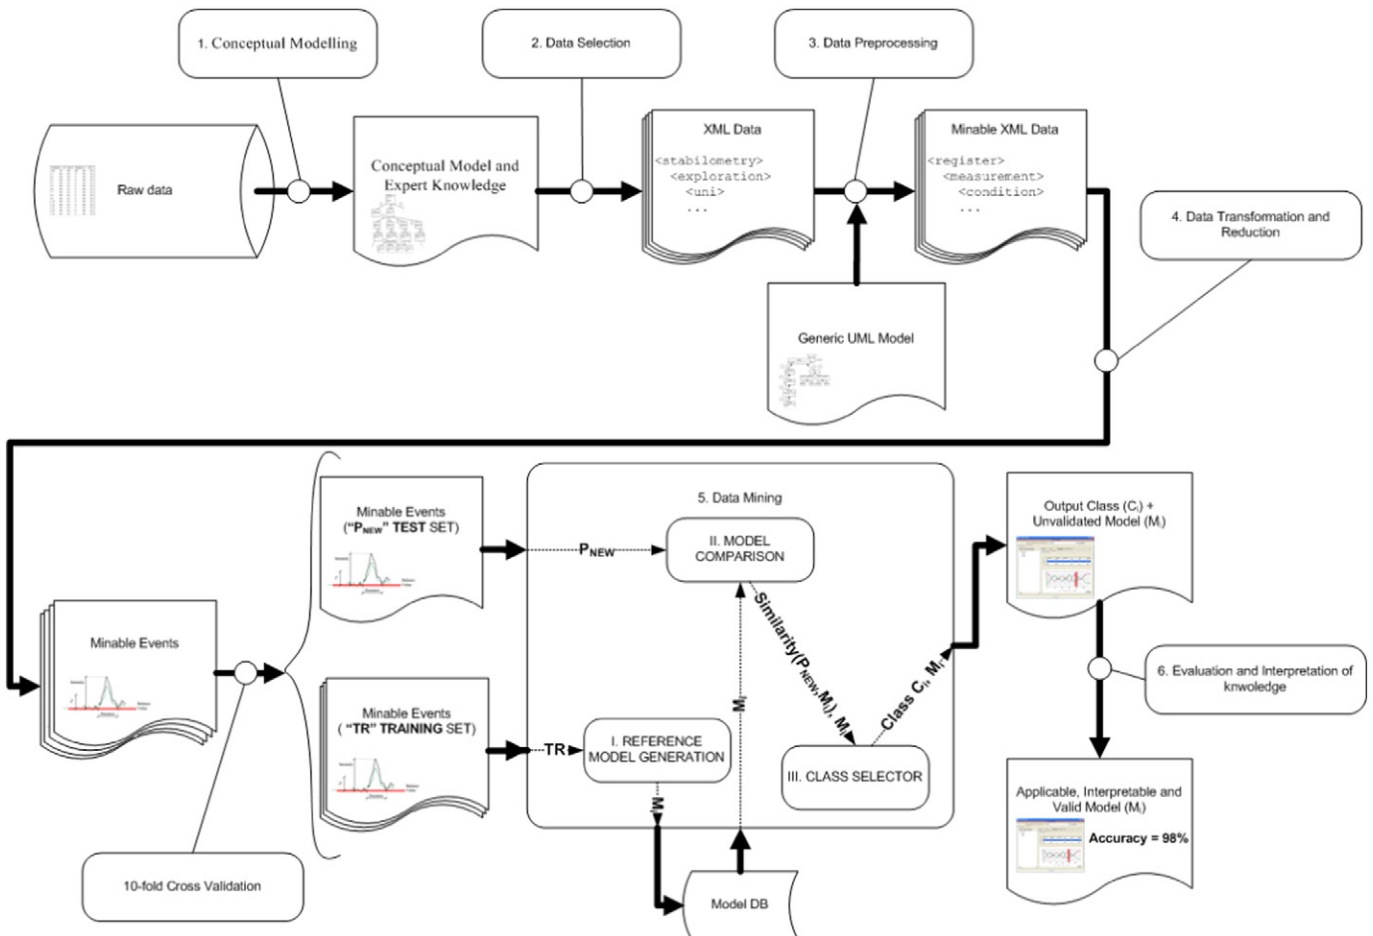 1. Conceptual Modelling
2. Data Selection
3. Data Preprocessing
Raw data
Conceptual Model and
Expert Knowledge
XML Data
<stabilometry>
<exploration>
<uni>
...
Minable XML Data
<register>
<measurement>
<condition>
...
4. Data Transformation and
Reduction
Generic UML Model
Minable Events
10-fold Cross Validation
Minable Events
("PNEW" TEST SET)
Minable Events
( "TR" TRAINING SET)
5. Data Mining
PNEW
II. MODEL
COMPARISON
TR
I. REFERENCE
MODEL GENERATION
Mi
Mi
Similarity(PNEW,Mi), Mi
III. CLASS SELECTOR
Class Ci, Mi
Model DB
Output Class (Ci) +
Unvalidated Model (Mi)
6. Evaluation and Interpretation of
knwoledge
Applicable, Interpretable and
Valid Model (Mi)
Accuracy = 98%